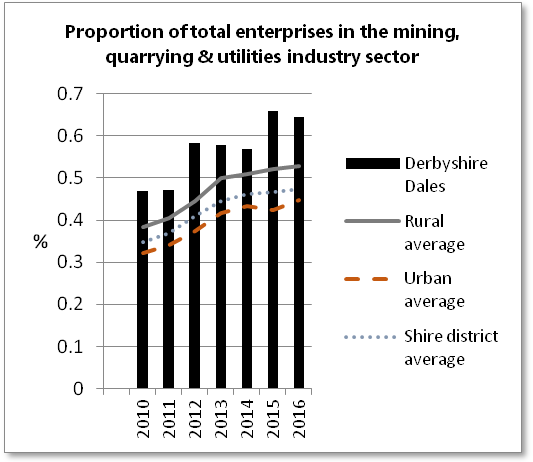 Proportion of total enterprises in the mining,
quarrying & utilities industry sector
0.7
0.6
0.5
0.4
0.3
0.2
0.1
0
%
2010
2011
2012
2013
2014
2015
2016
Derbyshire
Dales
Rural
average
Urban
average
Shire district
average